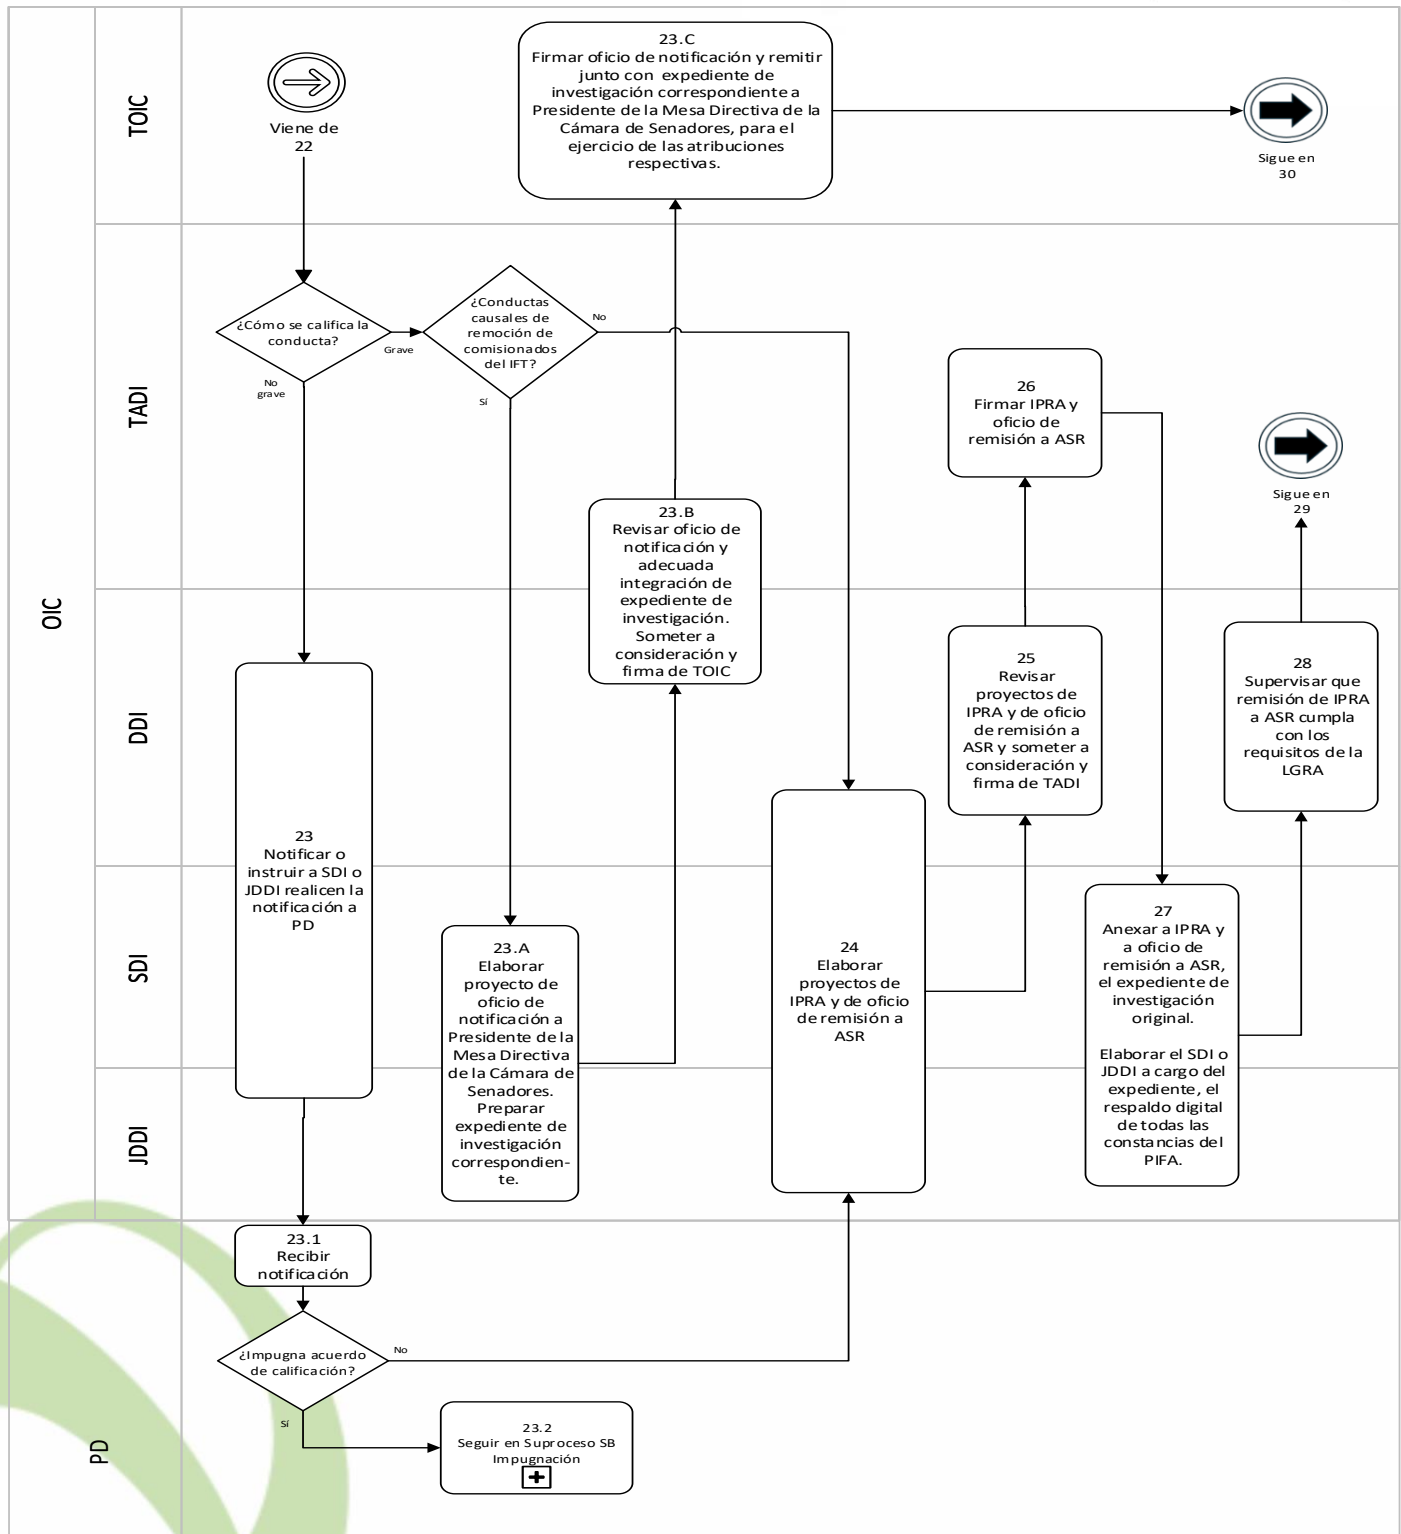 OIC
TOIC
TADI
DDI
SDI
JDDI
PD
Viene de
22
23.C
Firmar oficio de notificación y remitir
junto con expediente de
investigación correspondiente a
Presidente de la Mesa Directiva de la
Cámara de Senadores, para el
ejercicio de las atribuciones
respectivas.
Sigue en
30
¿Cómo se califica la
conducta?
Grave
No
grave
¿Conductas
causales de
remoción de
comisionados
del IFT?
No
Sí
23.B
Revisar oficio de
notificación y
adecuada
integración de
expediente de
investigación.
Someter a
consideración y
firma de TOIC
26
Firmar IPRA y
oficio de
remisión a ASR
Sigue en
29
23
Notificar o
instruir a SDI o
JDDI realicen la
notificación a
PD
23.A
Elaborar
proyecto de
oficio de
notificación a
Presidente de la
Mesa Directiva
de la Cámara de
Senadores.
Preparar
expediente de
investigación
correspondien-
te.
24
Elaborar
proyectos de
IPRA y de oficio
de remisión a
ASR
25
Revisar
proyectos de
IPRA y de oficio
de remisión a
ASR y someter a
consideración y
firma de TADI
27
Anexar a IPRA y
a oficio de
remisión a ASR,
el expediente de
investigación
original.
Elaborar el SDI o
JDDI a cargo del
expediente, el
respaldo digital
de todas las
constancias del
PIFA.
28
Supervisar que
remisión de IPRA
a ASR cumpla
con los
requisitos de la
LGRA
23.1
Recibir
notificación
¿Impugna acuerdo
de calificación?
No
Sí
23.2
Seguir en Suproceso SB
Impugnación